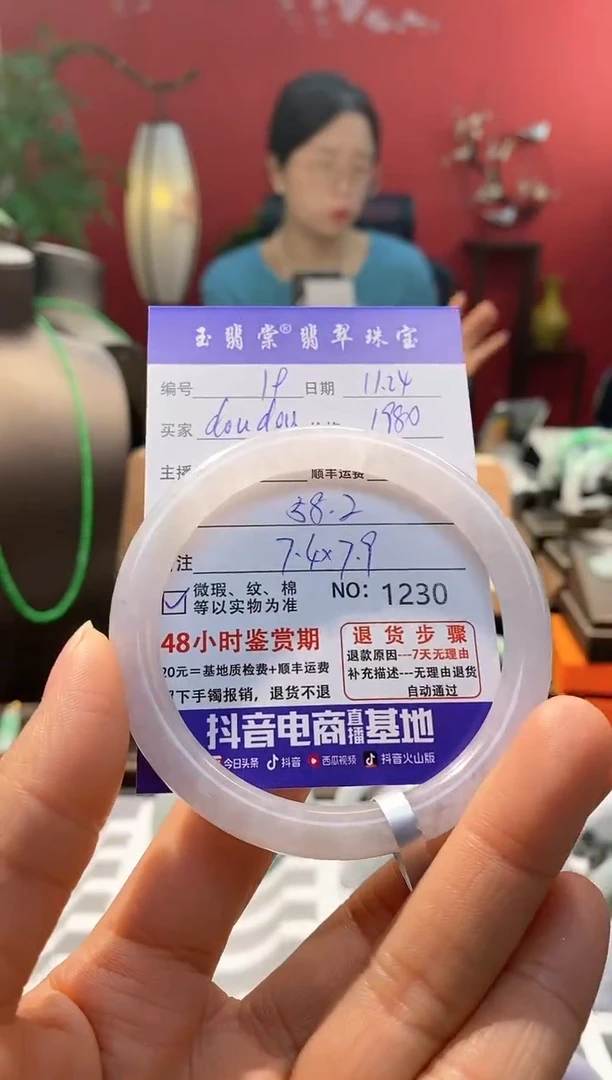 玉翡棠®翡翠珠宝
编号 19 日期 11.24
买家 doudou 1980
主播 顺丰运费
58.2
注 7.4x7.9
微瑕、纹、棉 NO: 1230
等以实物为准
48小时鉴赏期 退货步骤
退款原因---7天无理由
20元=基地质检费+顺丰运费 补充描述---无理由退货
下手镯报销，退货不退 自动通过
抖音电商直播基地
今日头条 抖音 西瓜视频 抖音火山版